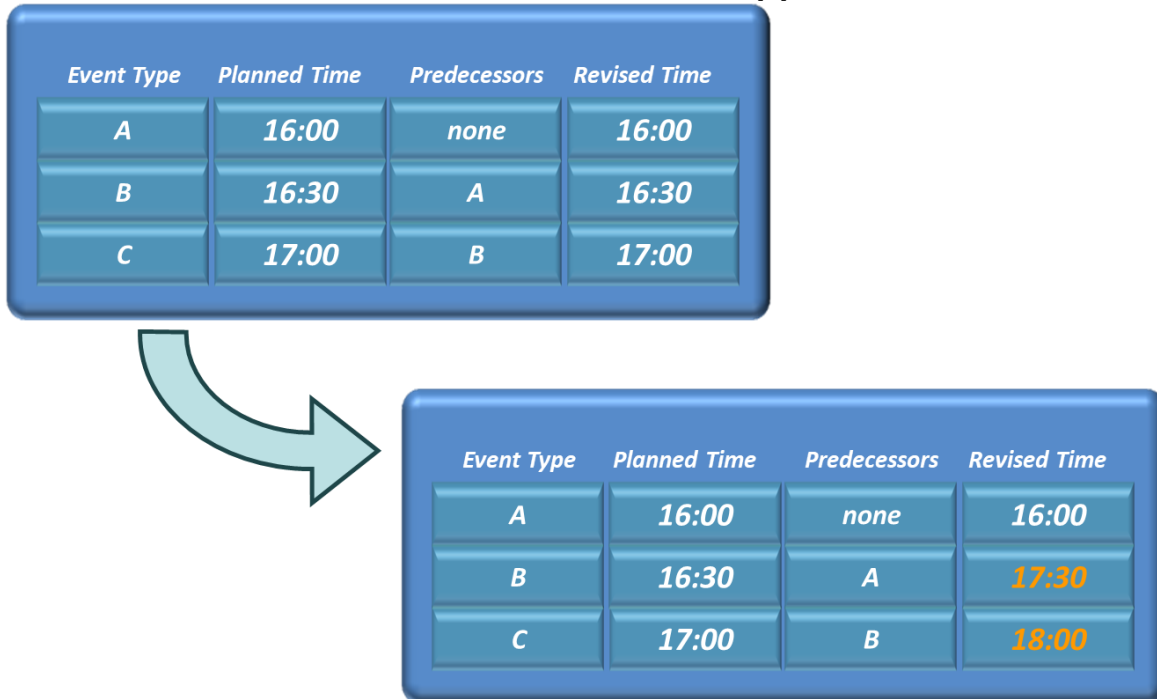 Event Type Planned Time Predecessors Revised Time
A 16:00 none 16:00
B 16:30 A 16:30
C 17:00 B 17:00
Event Type Planned Time Predecessors Revised Time
A 16:00 none 16:00
B 16:30 A 17:30
C 17:00 B 18:00